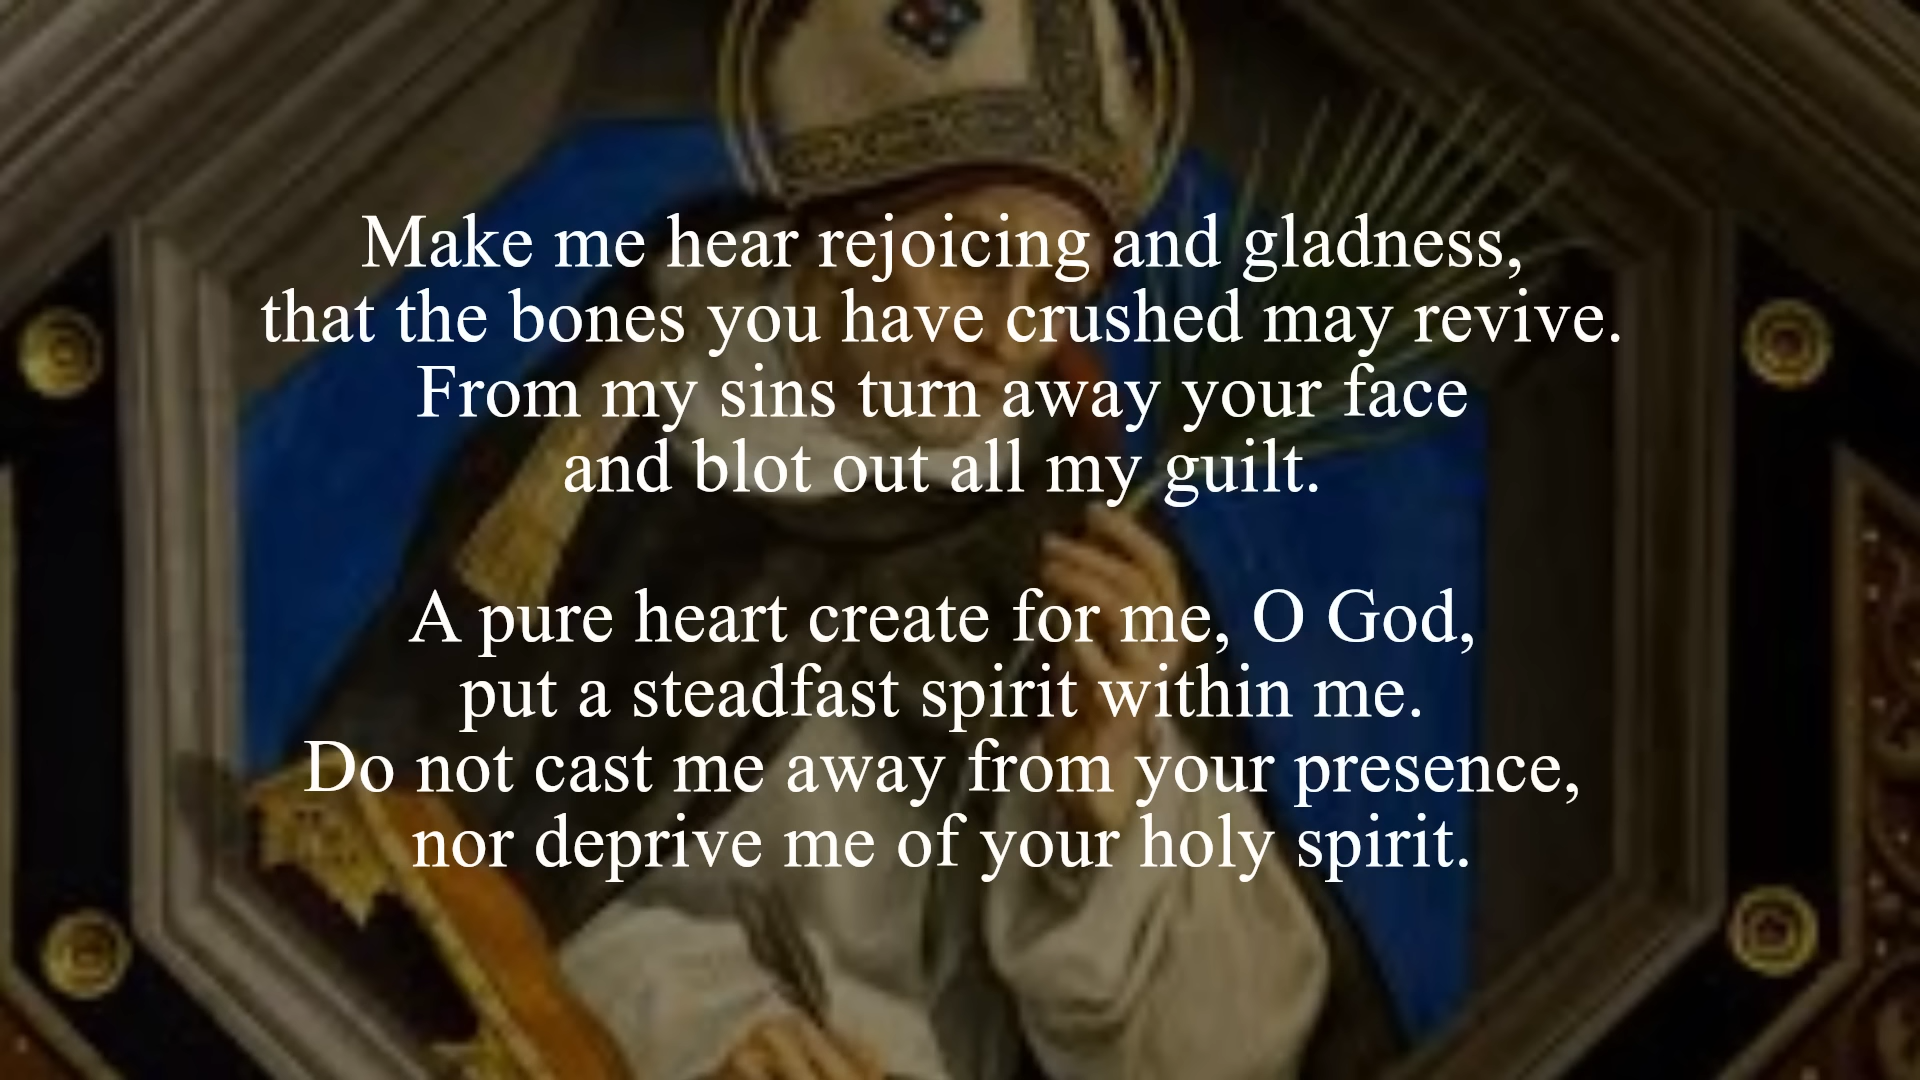 Make me hear rejoicing and gladness,
that the bones you have crushed may revive.
From my sins turn away your face
and blot out all my guilt.
A pure heart create for me, O God,
put a steadfast spirit within me.
Do not cast me away from your presence,
nor deprive me of your holy spirit.